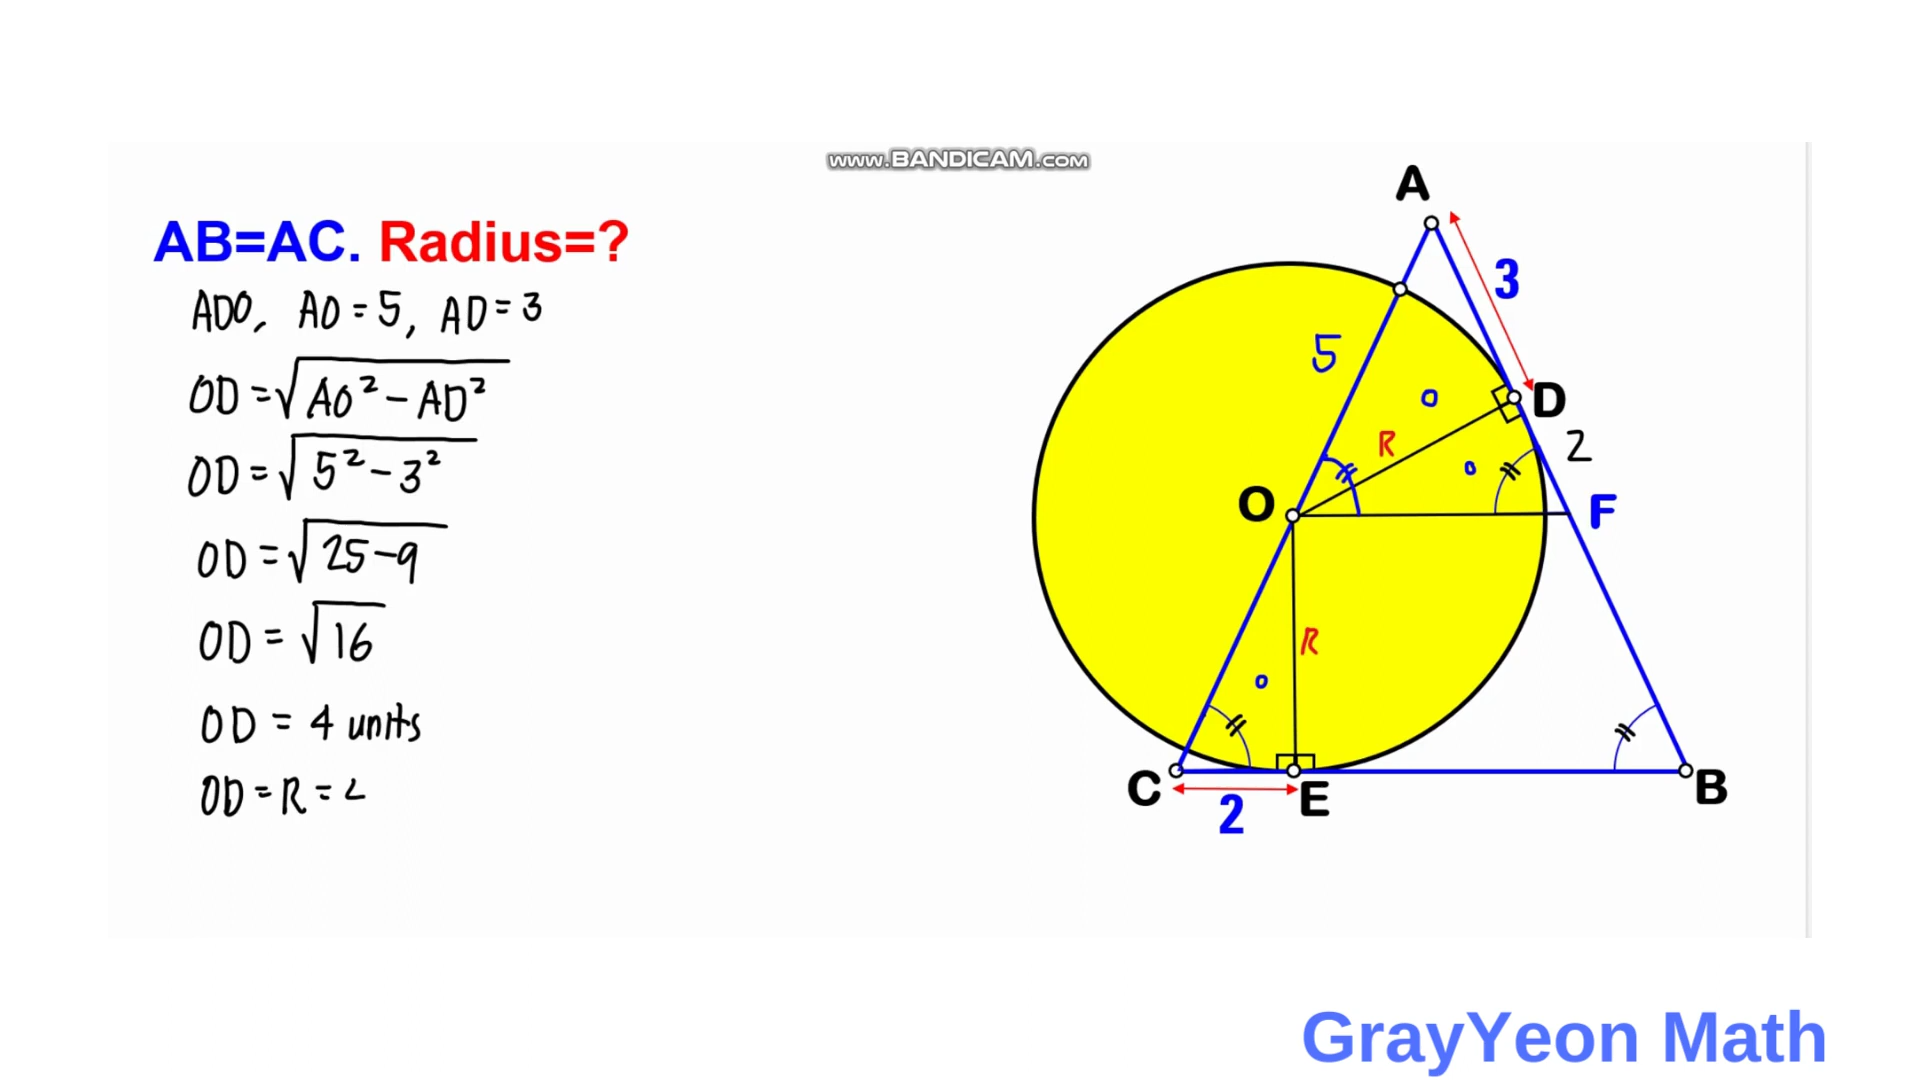 www.BANDICAM.com
AB=AC. Radius=?
ADO, AO = 5, AD = 3
OD = √AO² - AD²
OD = √5² - 3²
OD = √25 - 9
OD = √16
OD = 4 units
OD = R =
A
3
5
D
R
2
O
F
R
C
2
E
B
GrayYeon Math